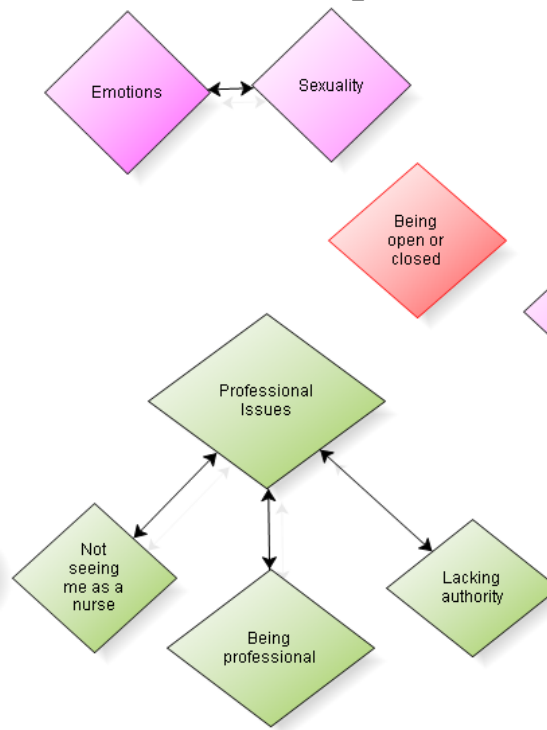 Emotions
Sexuality
Being
open or
closed
Professional
Issues
Not
seeing
me as a
nurse
Being
professional
Lacking
authority